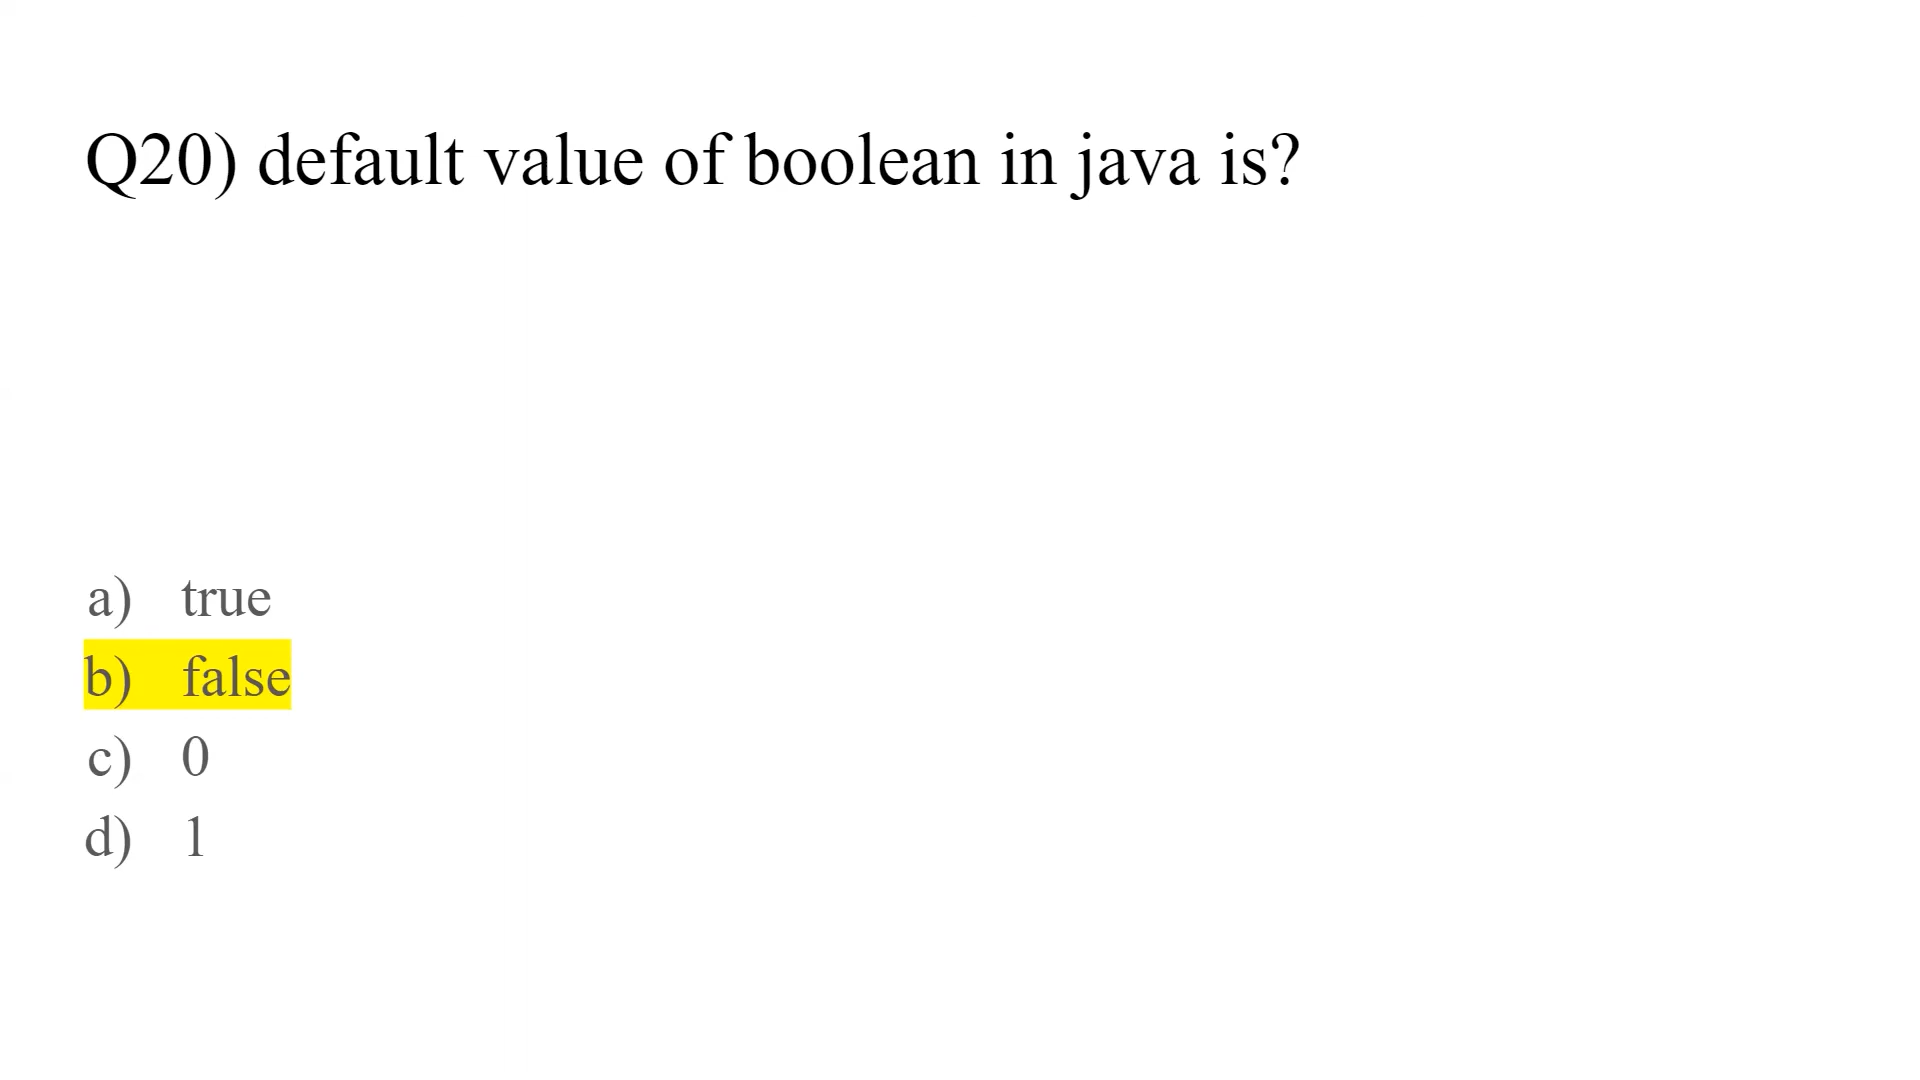 Q20) default value of boolean in java is?
a) true
b) false
c) 0
d) 1